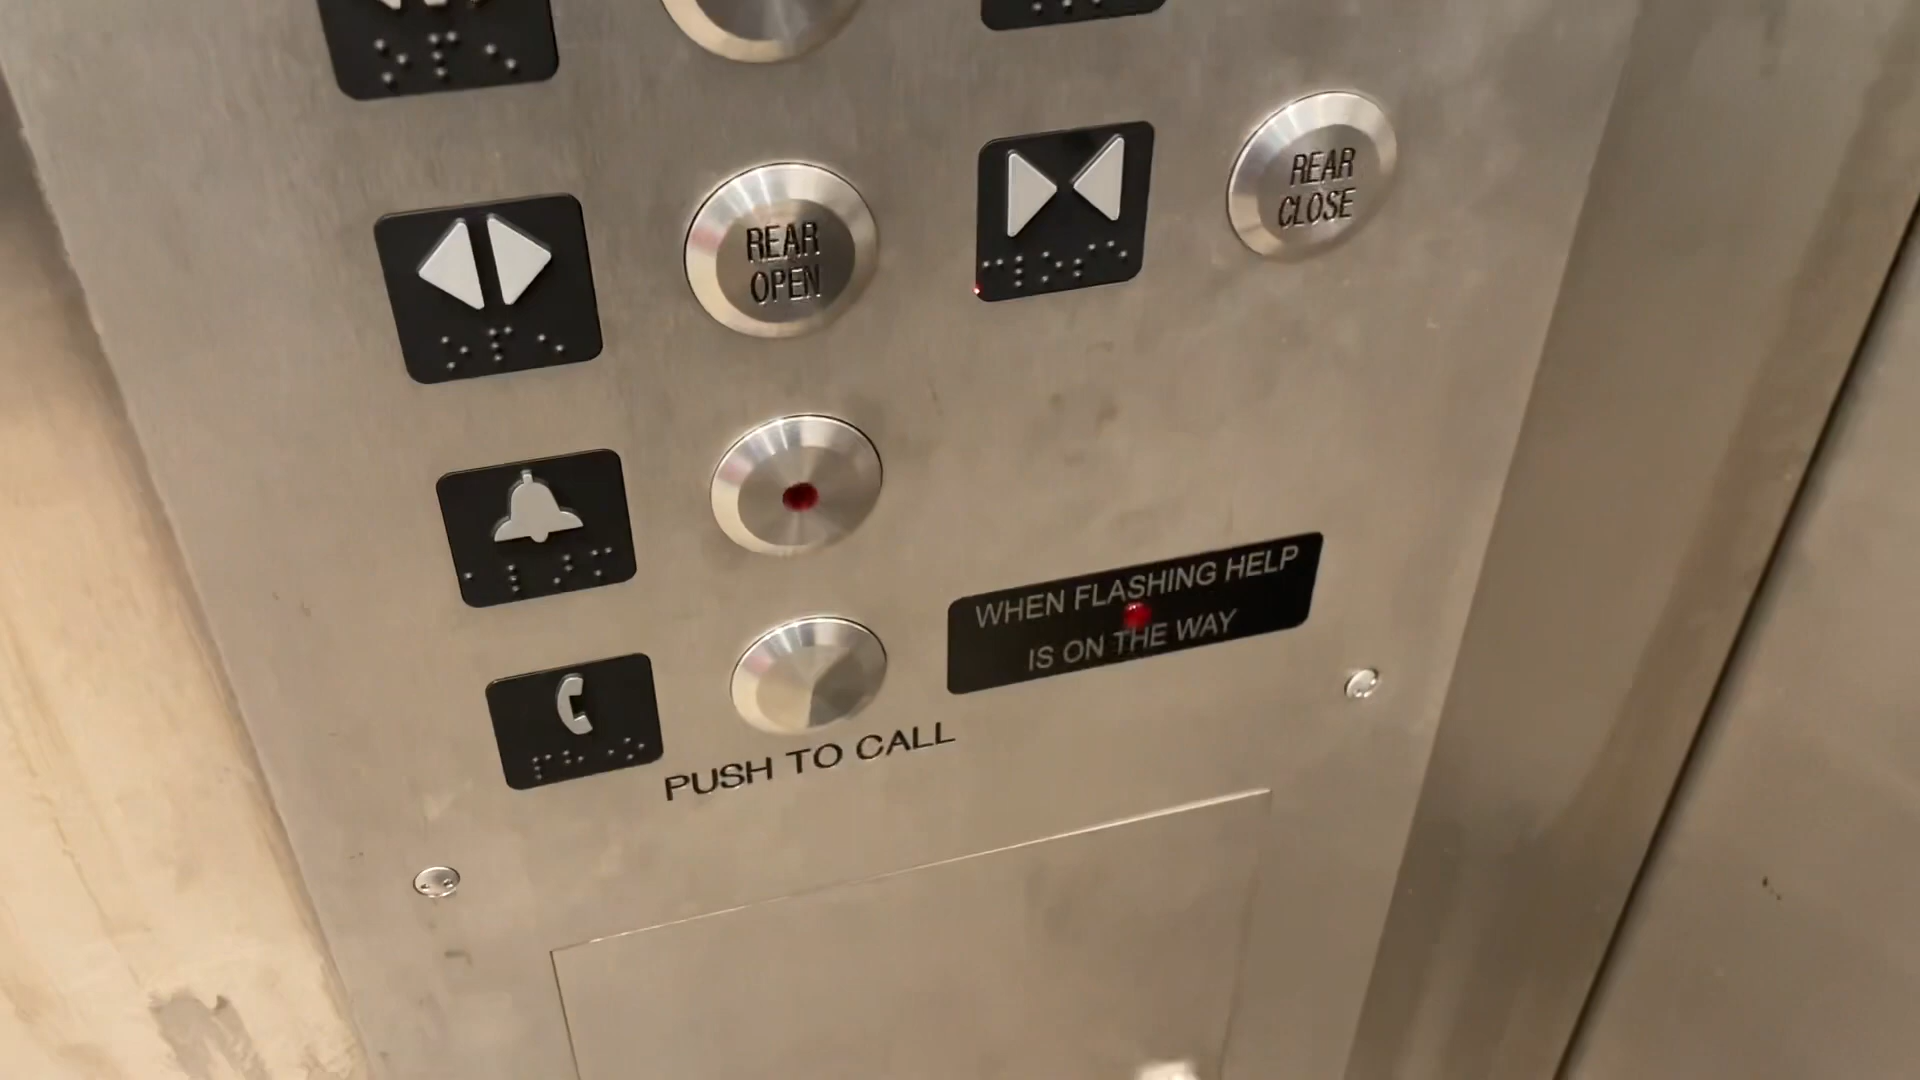 REAR
OPEN
REAR
CLOSE
WHEN FLASHING HELP
IS ON THE WAY
PUSH TO CALL